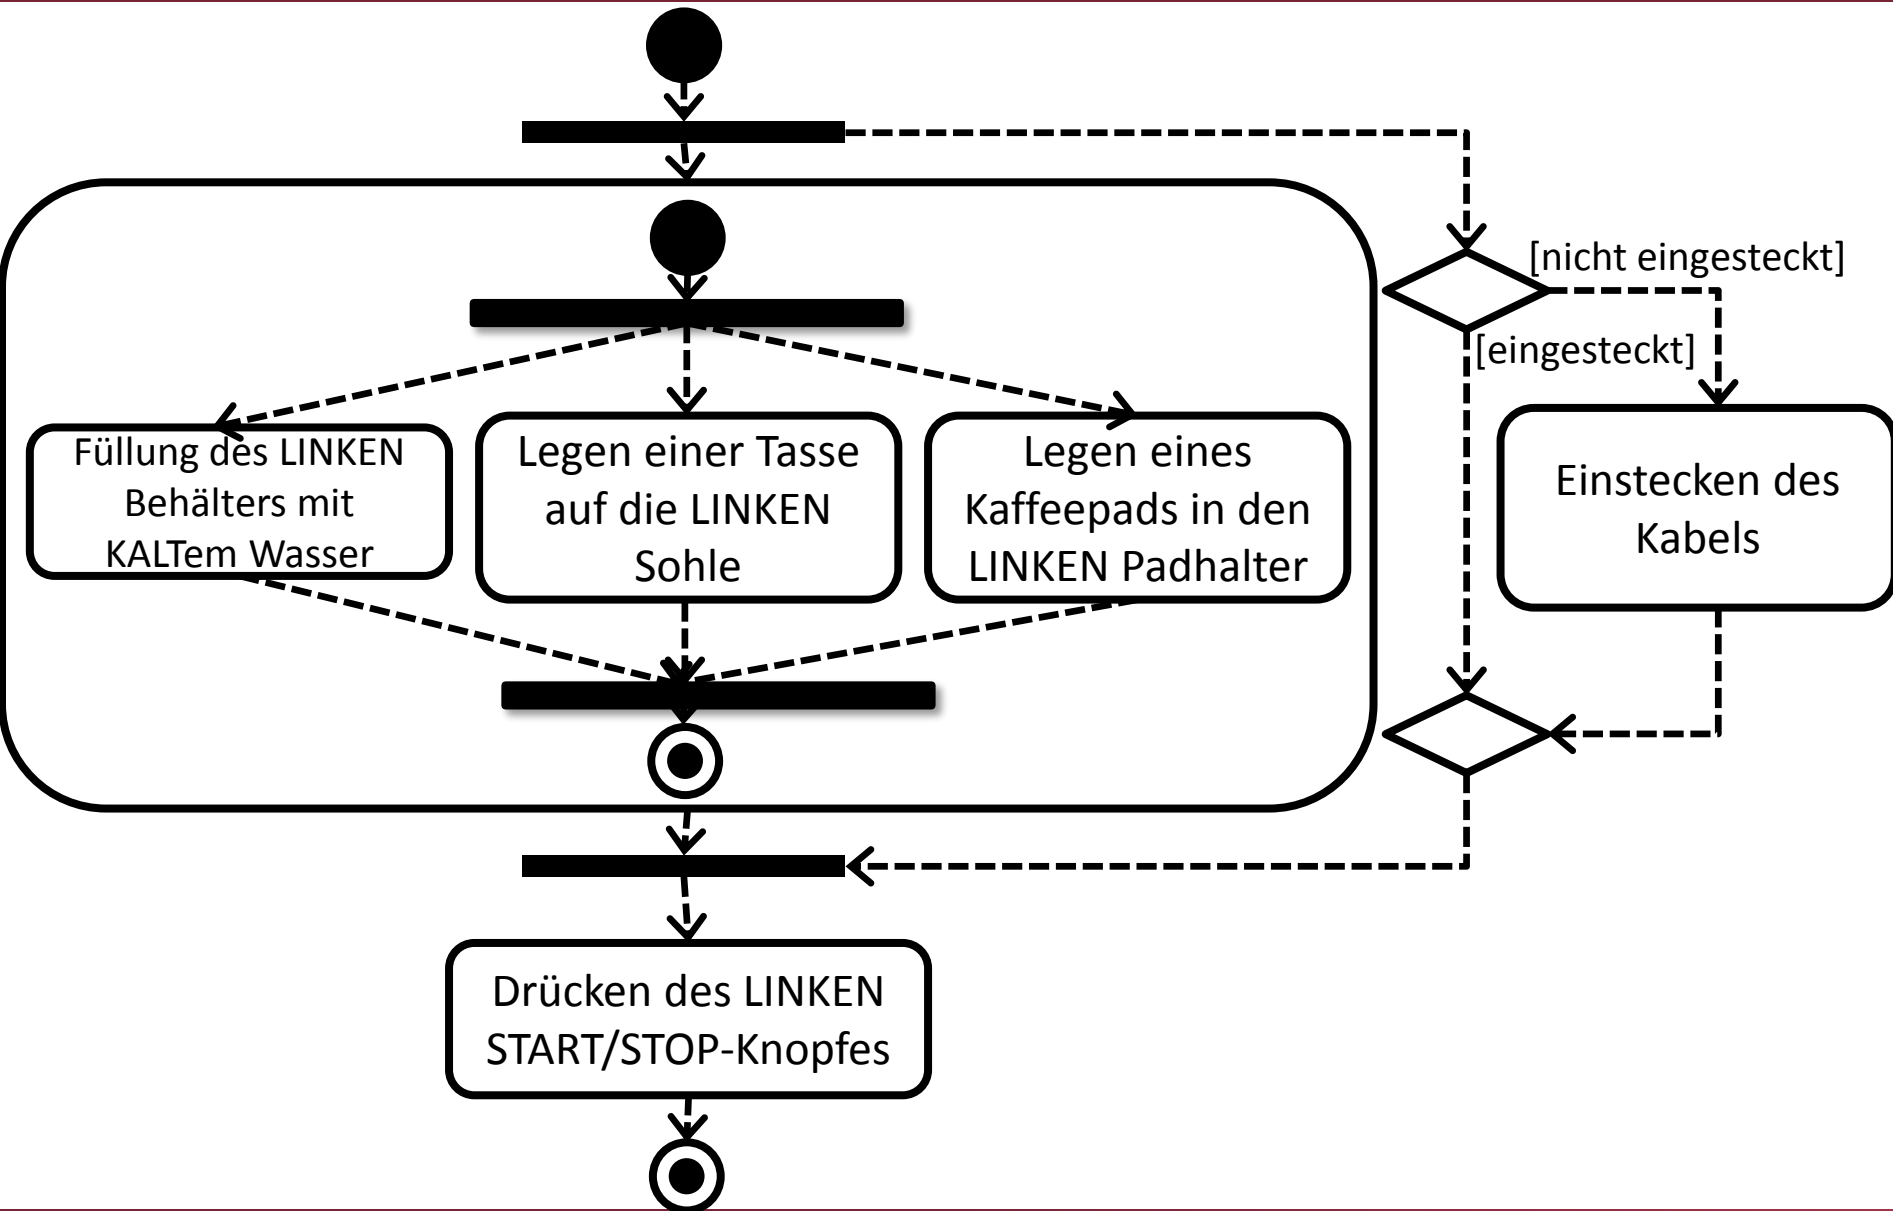 [nicht eingesteckt]
[eingesteckt]
Füllung des LINKEN
Behälters mit
KALTem Wasser
Legen einer Tasse
auf die LINKEN
Sohle
Legen eines
Kaffeepads in den
LINKEN Padhalter
Einstecken des
Kabels
Drücken des LINKEN
START/STOP-Knopfes